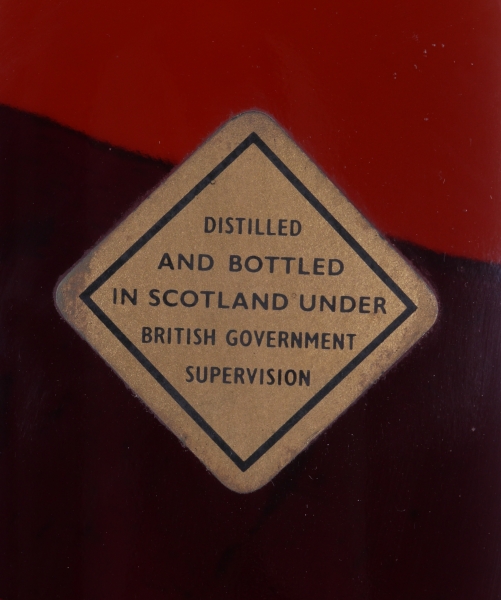 DISTILLED
AND BOTTLED
IN SCOTLAND UNDER
BRITISH GOVERNMENT
SUPERVISION